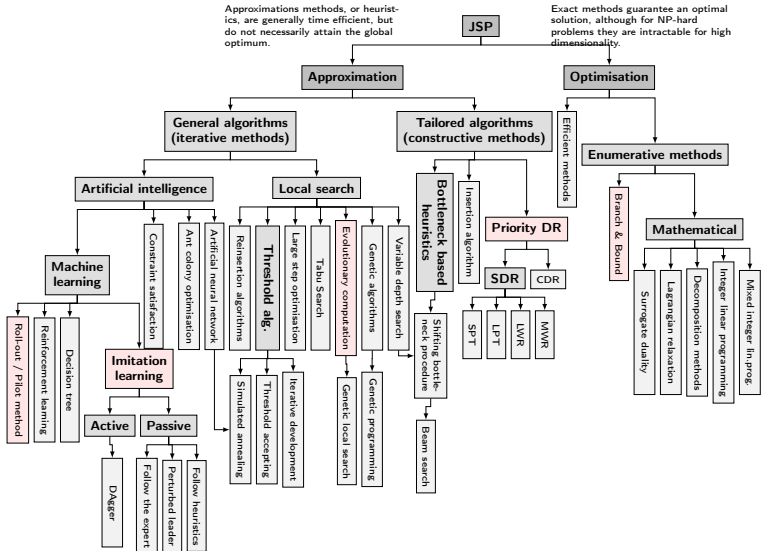 Approximations methods, or heurist-
ics, are generally time efficient, but
do not necessarily attain the global
optimum.
Exact methods guarantee an optimal
solution, although for NP-hard
problems they are intractable for high
dimensionality.
JSP
Approximation
Optimisation
General algorithms
(iterative methods)
Tailored algorithms
(constructive methods)
Efficient methods
Enumerative methods
Artificial intelligence
Local search
Bottleneck based
heuristics
Insertion algorithm
Priority DR
Branch & Bound
Mathematical
Machine
learning
Constraint satisfaction
Ant colony optimisation
Artificial neural network
Reinsertion algorithms
Threshold alg.
Large step optimisation
Tabu Search
Evolutionary computation
Genetic algorithms
Variable depth search
SDR
CDR
Surrogate duality
Lagrangian relaxation
Decomposition methods
Integer linear programming
Mixed integer lin.prog.
Roll-out / Pilot method
Reinforcement learning
Decision tree
Imitation
learning
Shifting bottle-
neck procedure
SPT
LPT
LWR
MWR
Simulated annealing
Threshold accepting
Iterative development
Genetic local search
Genetic programming
Beam search
Active
Passive
DAgger
Follow the expert
Perturbed leader
Follow heuristics